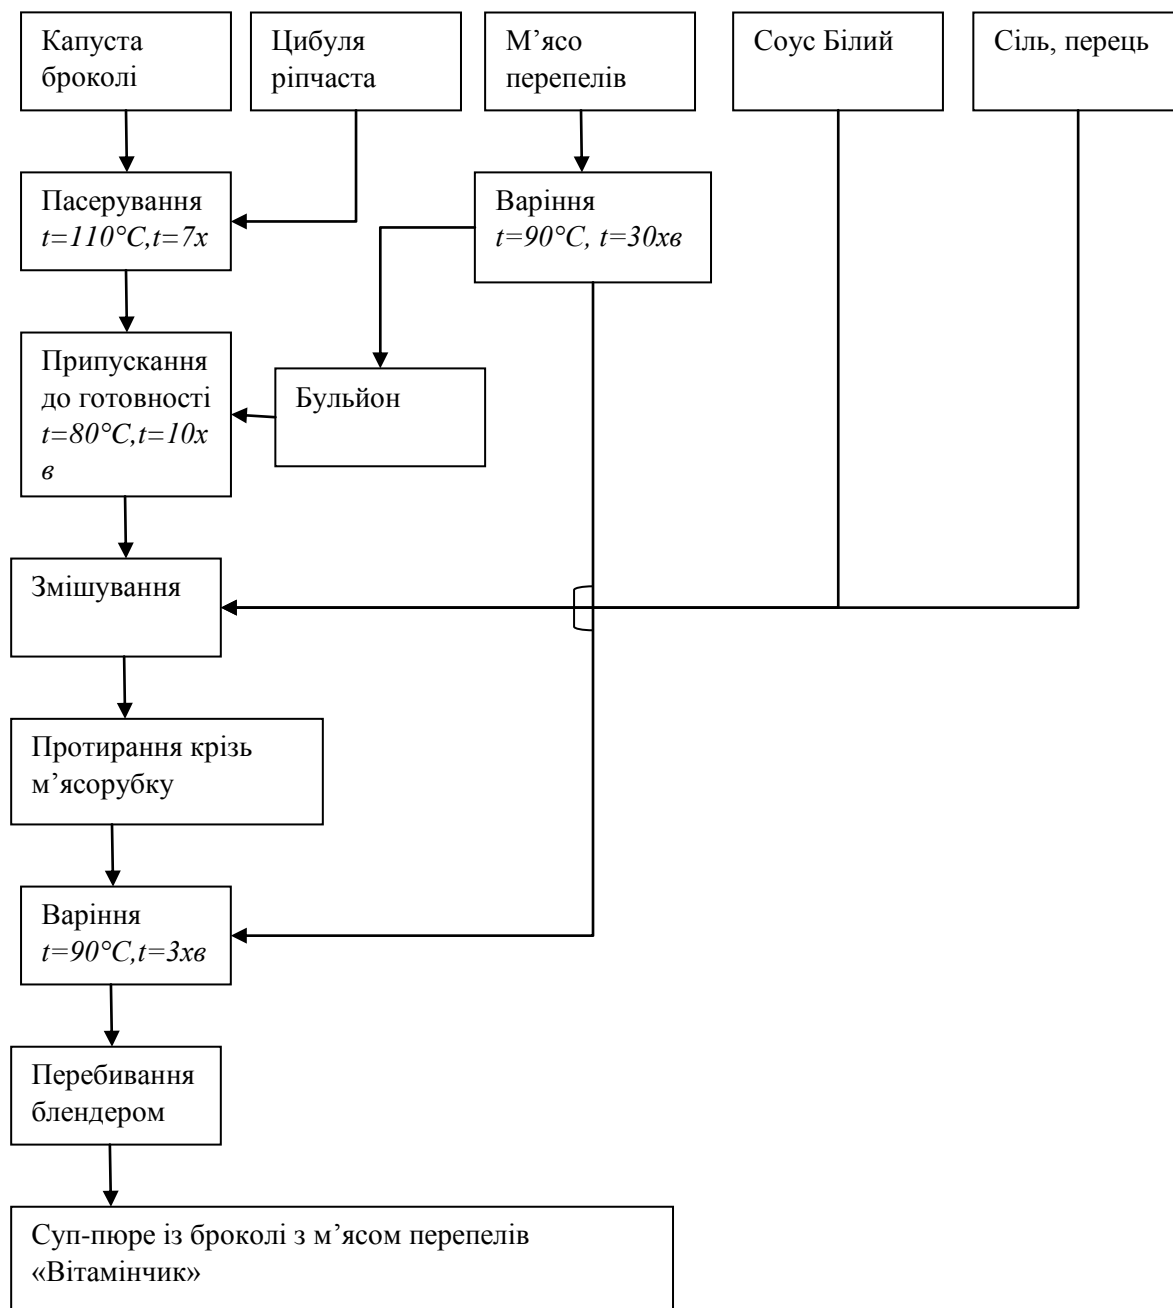 Капуста
броколі
Цибуля
ріпчаста
М’ясо
перепелів
Соус Білий
Сіль, перець
Пасерування
t=110°C,t=7х
Варіння
t=90°C, t=30хв
Припускання
до готовності
t=80°C,t=10х
в
Бульйон
Змішування
Протирання крізь
м’ясорубку
Варіння
t=90°C,t=3хв
Перебивання
блендером
Суп-пюре із броколі з м’ясом перепелів
«Вітамінчик»